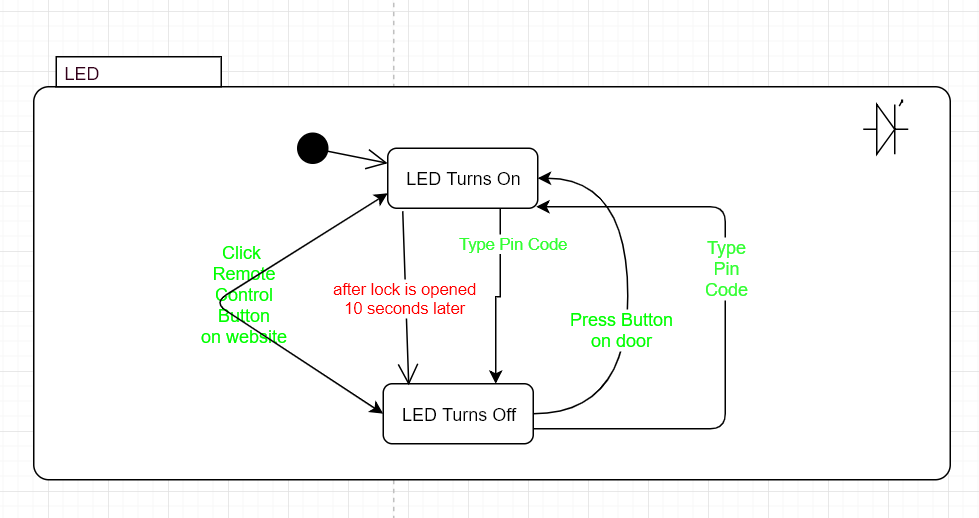 LED
LED Turns On
Type Pin Code
Click
Remote
Control
Button
on website
after lock is opened
10 seconds later
Press Button
on door
Type
Pin
Code
LED Turns Off